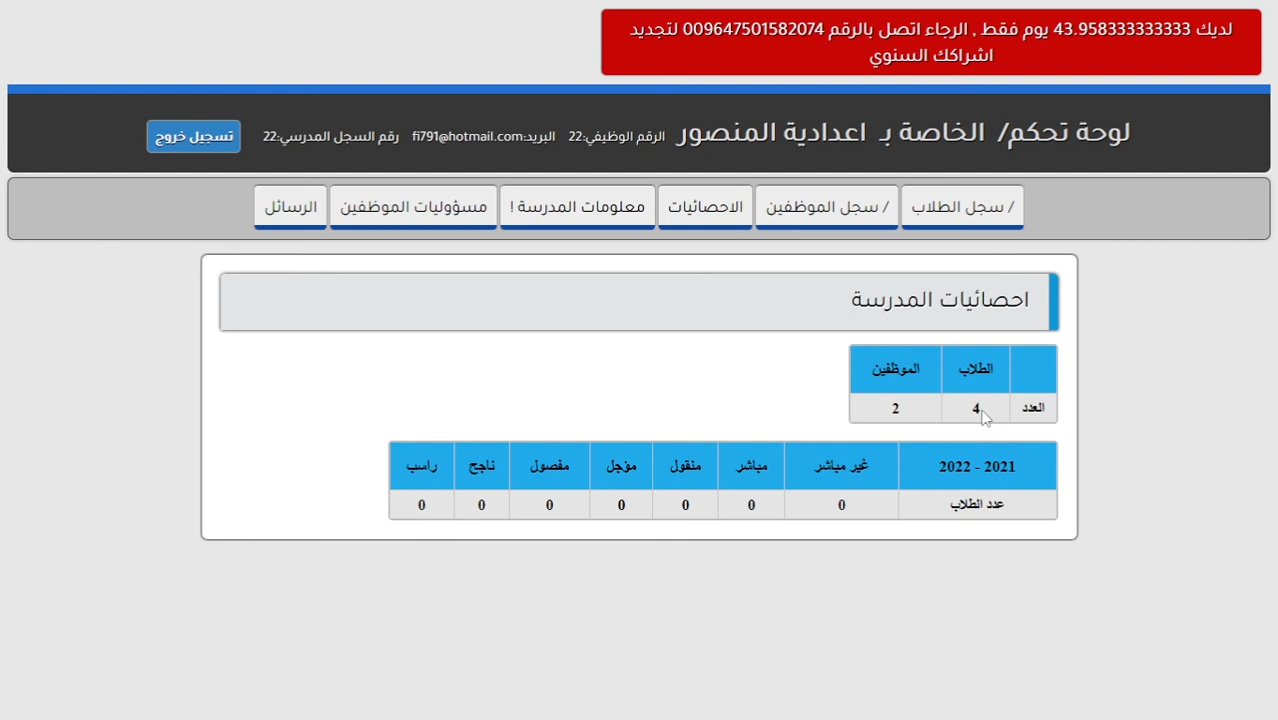 لديك 43.958333333333 يوم فقط , الرجاء اتصل بالرقم 009647501582074 لتجديد
اشراكك السنوي
لوحة تحكم/ الخاصة بـ اعدادية المنصور الرقم الوظيفي:22 البريد:fi791@hotmail.com رقم السجل المدرسي:22 تسجيل خروج
/ سجل الطلاب / سجل الموظفين الاحصائيات معلومات المدرسة ! مسؤوليات الموظفين الرسائل
احصائيات المدرسة
الطلاب الموظفين
العدد 4 2
2021 - 2022 غير مباشر مباشر منقول مؤجل مفصول ناجح راسب
عدد الطلاب 0 0 0 0 0 0 0